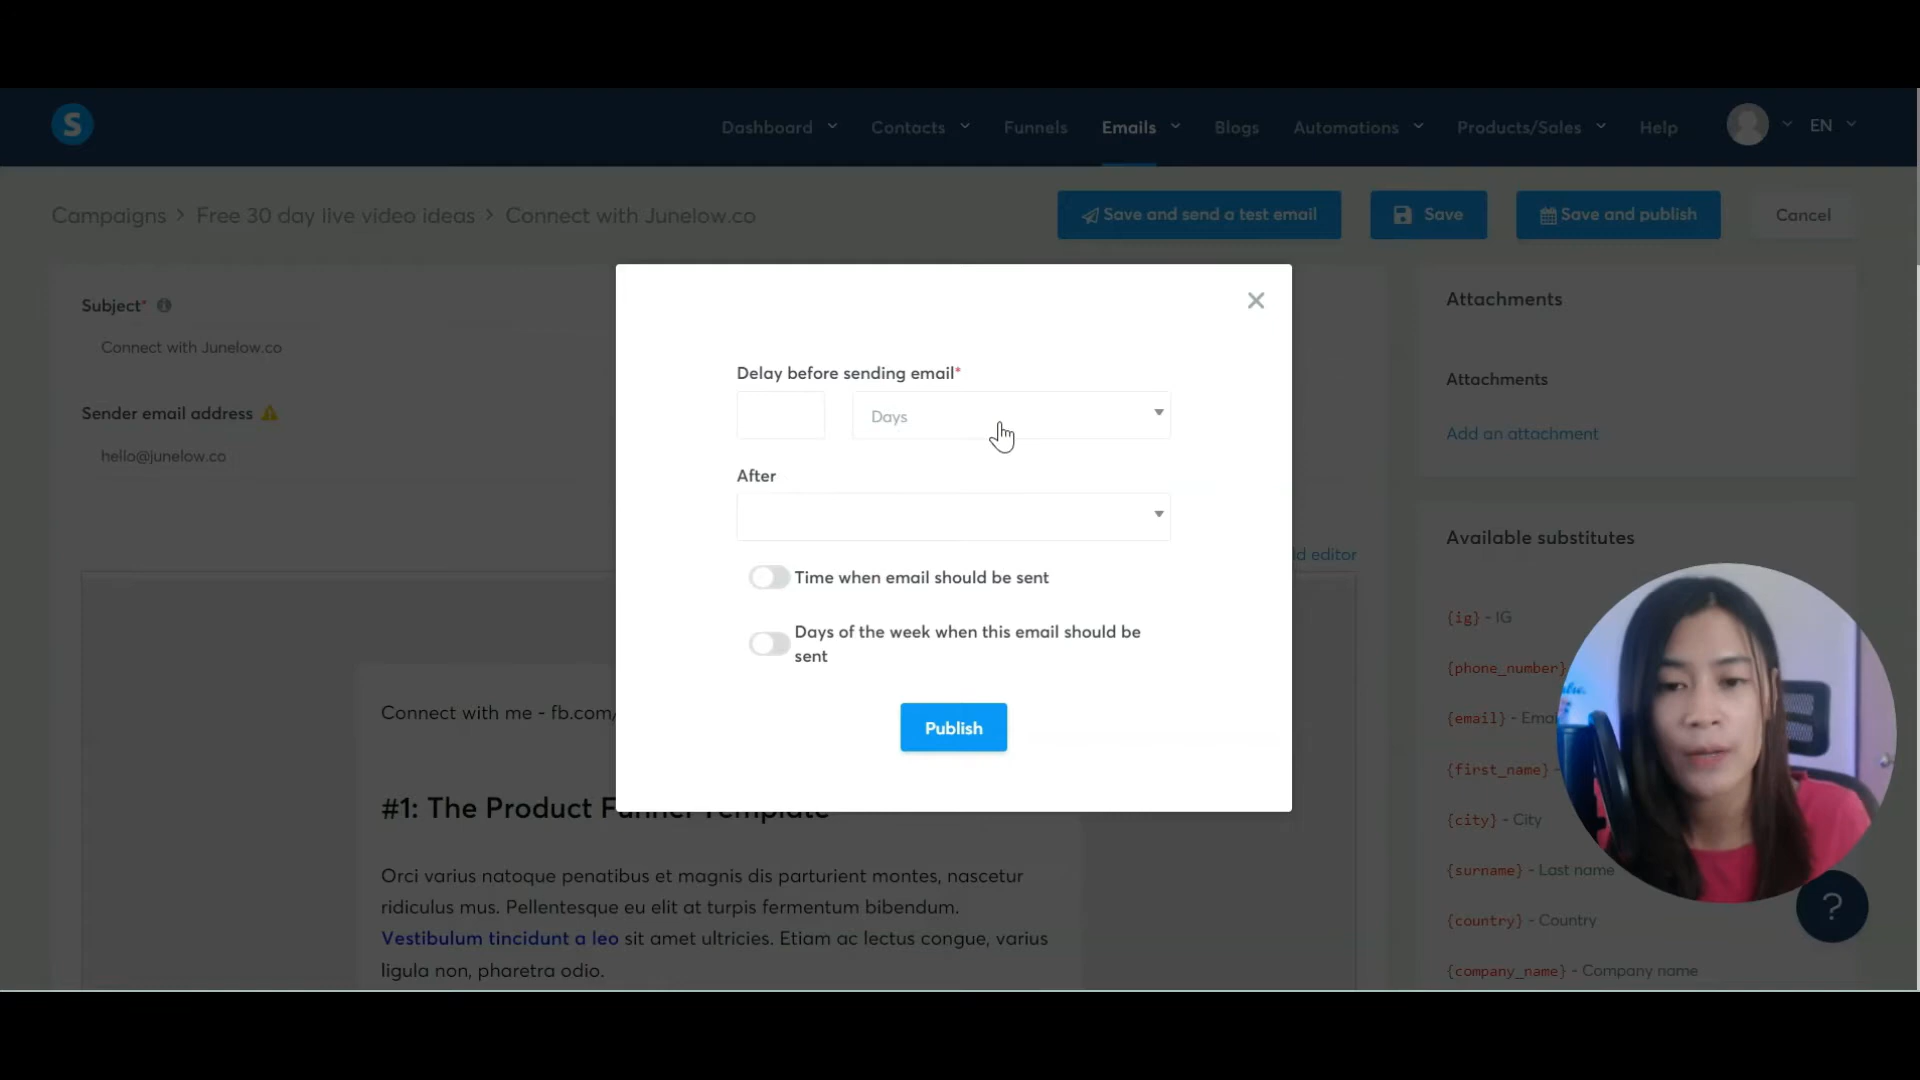 S
Dashboard
Contacts
Funnels
Emails
Blogs
Automations
Products/Sales
Help
EN
Campaigns > Free 30 day live video ideas > Connect with Junelow.co
Save and send a test email
Save
Save and publish
Cancel
Subject*
Connect with Junelow.co
Sender email address
hello@junelow.co
Delay before sending email*
Days
After
Time when email should be sent
Days of the week when this email should be
sent
Publish
Attachments
Attachments
Add an attachment
Available substitutes
{ig} - IG
{phone_number}
{email} -
{first_name} -
{city} - City
{surname} - Last name
{country} - Country
{company_name} - Company name
editor
Connect with me - fb.com/
#1: The Product Funnel Template
Orci varius natoque penatibus et magnis dis parturient montes, nascetur
ridiculus mus. Pellentesque eu elit at turpis fermentum bibendum.
Vestibulum tincidunt a leo sit amet ultricies. Etiam ac lectus congue, varius
ligula non, pharetra odio.
?